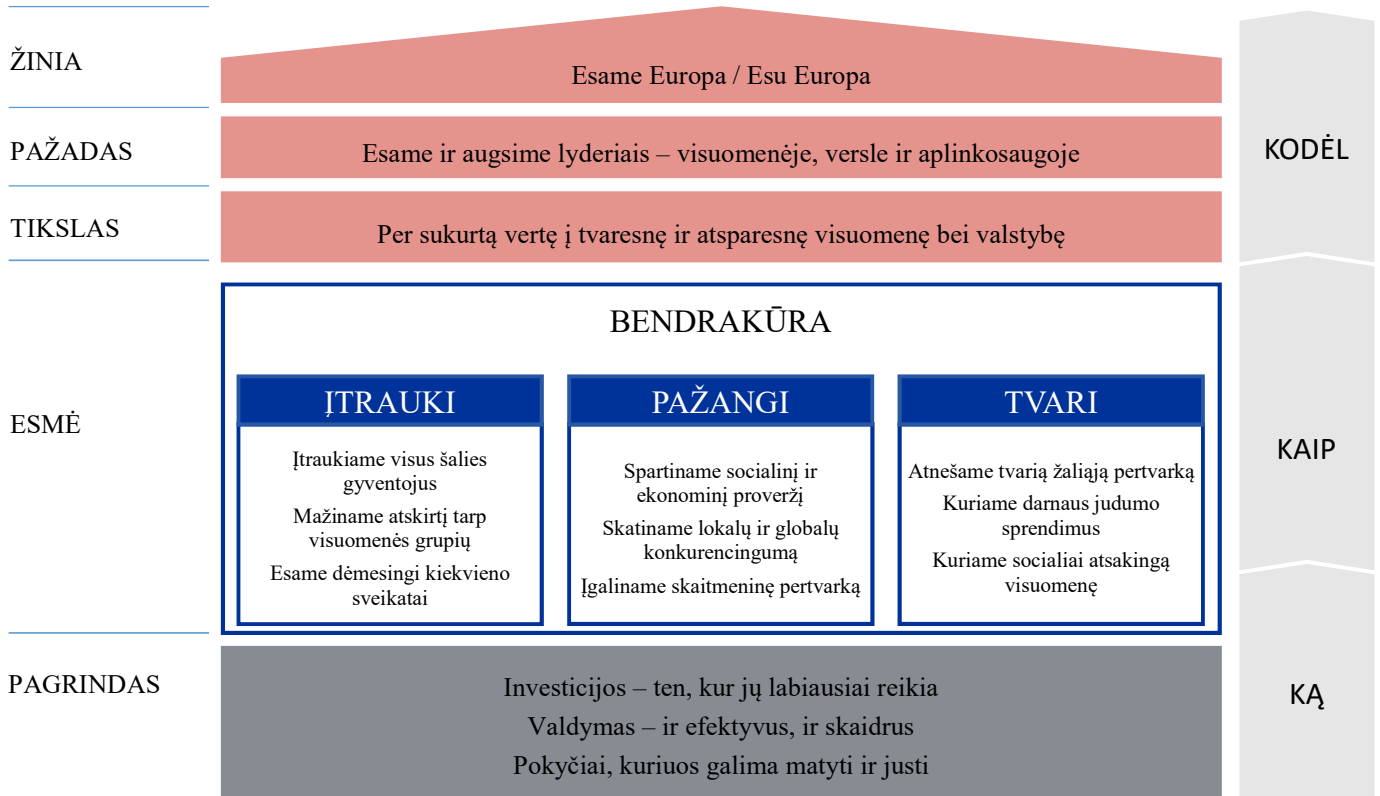 ŽINIA
Esame Europa / Esu Europa
PAŽADAS
Esame ir augsime lyderiais – visuomenėje, versle ir aplinkosaugoje
KODĖL
TIKSLAS
Per sukurtą vertę į tvaresnę ir atsparesnę visuomenę bei valstybę
ESMĖ
BENDRAKŪRA
ĮTRAUKI
Įtraukiame visus šalies
gyventojus
Mažiname atskirtį tarp
visuomenės grupių
Esame dėmesingi kiekvieno
sveikatai
PAŽANGI
Spartiname socialinį ir
ekonominį proveržį
Skatiname lokalų ir globalų
konkurencingumą
Įgaliname skaitmeninę pertvarką
TVARI
Atnešame tvarią žaliąją pertvarką
Kuriame darnaus judumo
sprendimus
Kuriame socialiai atsakingą
visuomenę
KAIP
PAGRINDAS
Investicijos – ten, kur jų labiausiai reikia
Valdymas – ir efektyvus, ir skaidrus
Pokyčiai, kuriuos galima matyti ir justi
KĄ